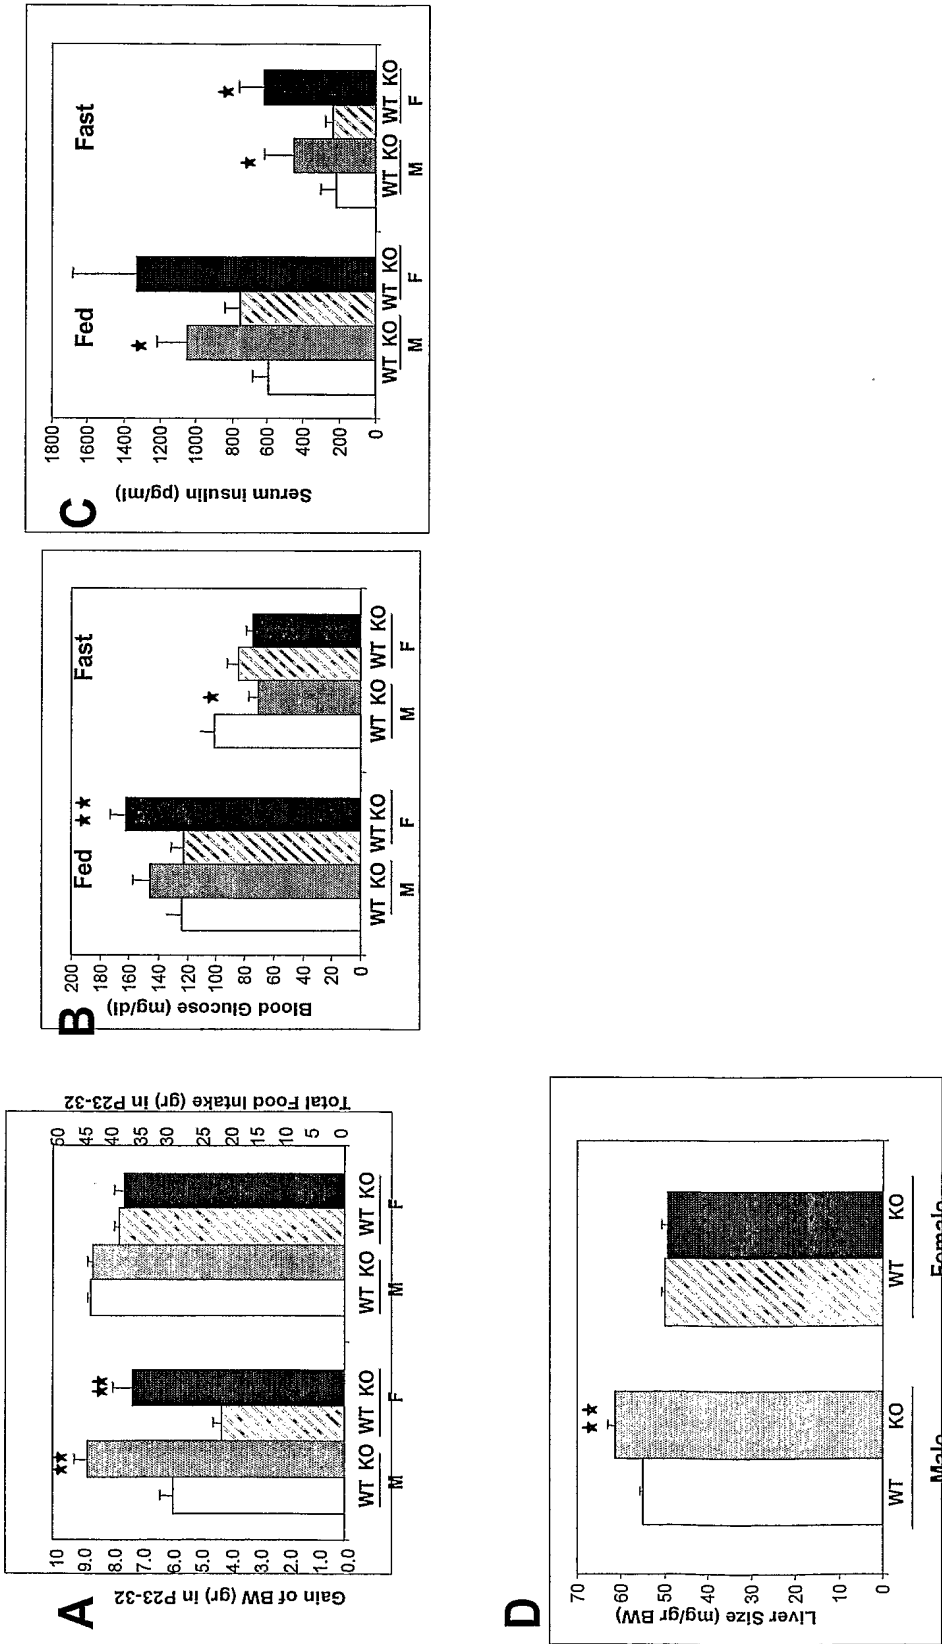 A
Gain of BW (gr) in P23-32
10
9.0
8.0
7.0
6.0
5.0
4.0
3.0
2.0
1.0
0.0
Total Food Intake (gr) in P23-32
50
45
40
35
30
25
20
15
10
5
0
★★
★★
WT KO WT KO
M F
WT KO WT KO
M F
B
Blood Glucose (mg/dl)
200
180
160
140
120
100
80
60
40
20
0
Fed
★★
Fast
★
WT KO WT KO
M F
WT KO WT KO
M F
C
Serum insulin (pg/ml)
1800
1600
1400
1200
1000
800
600
400
200
0
Fed
★
Fast
★
★
WT KO WT KO
M F
WT KO WT KO
M F
D
Liver Size (mg/gr BW)
70
60
50
40
30
20
10
0
★★
WT KO
Male
WT KO
Female